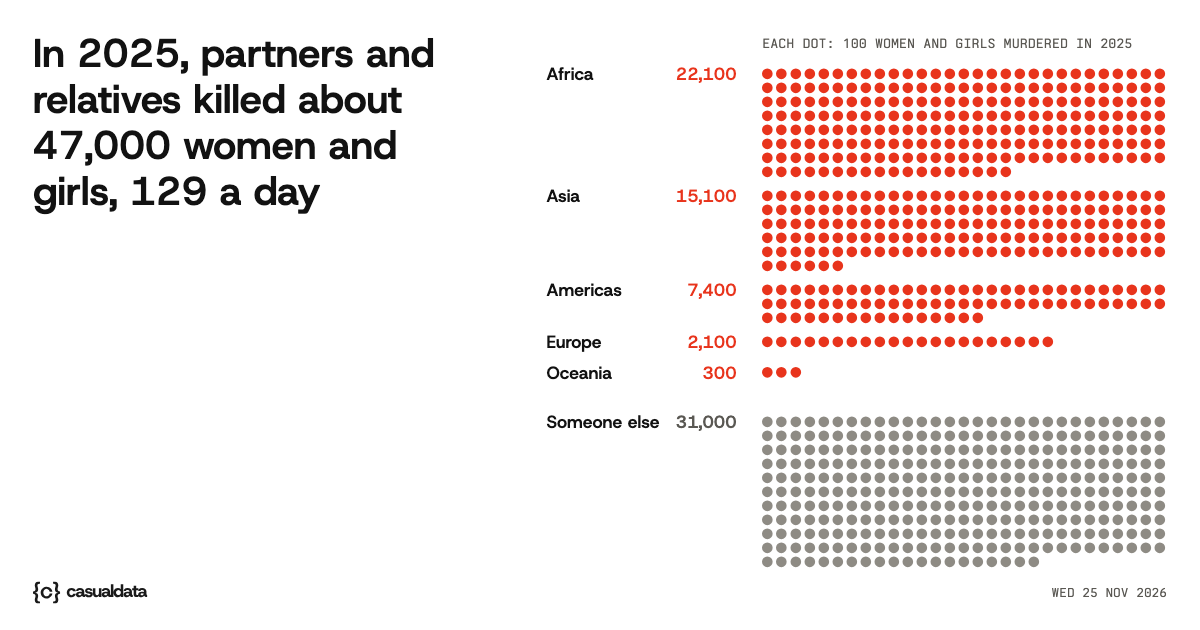 In 2025, partners and
relatives killed about
47,000 women and
girls, 129 a day
EACH DOT: 100 WOMEN AND GIRLS MURDERED IN 2025
Africa 22,100
Asia 15,100
Americas 7,400
Europe 2,100
Oceania 300
Someone else 31,000
{c} casualdata
WED 25 NOV 2026